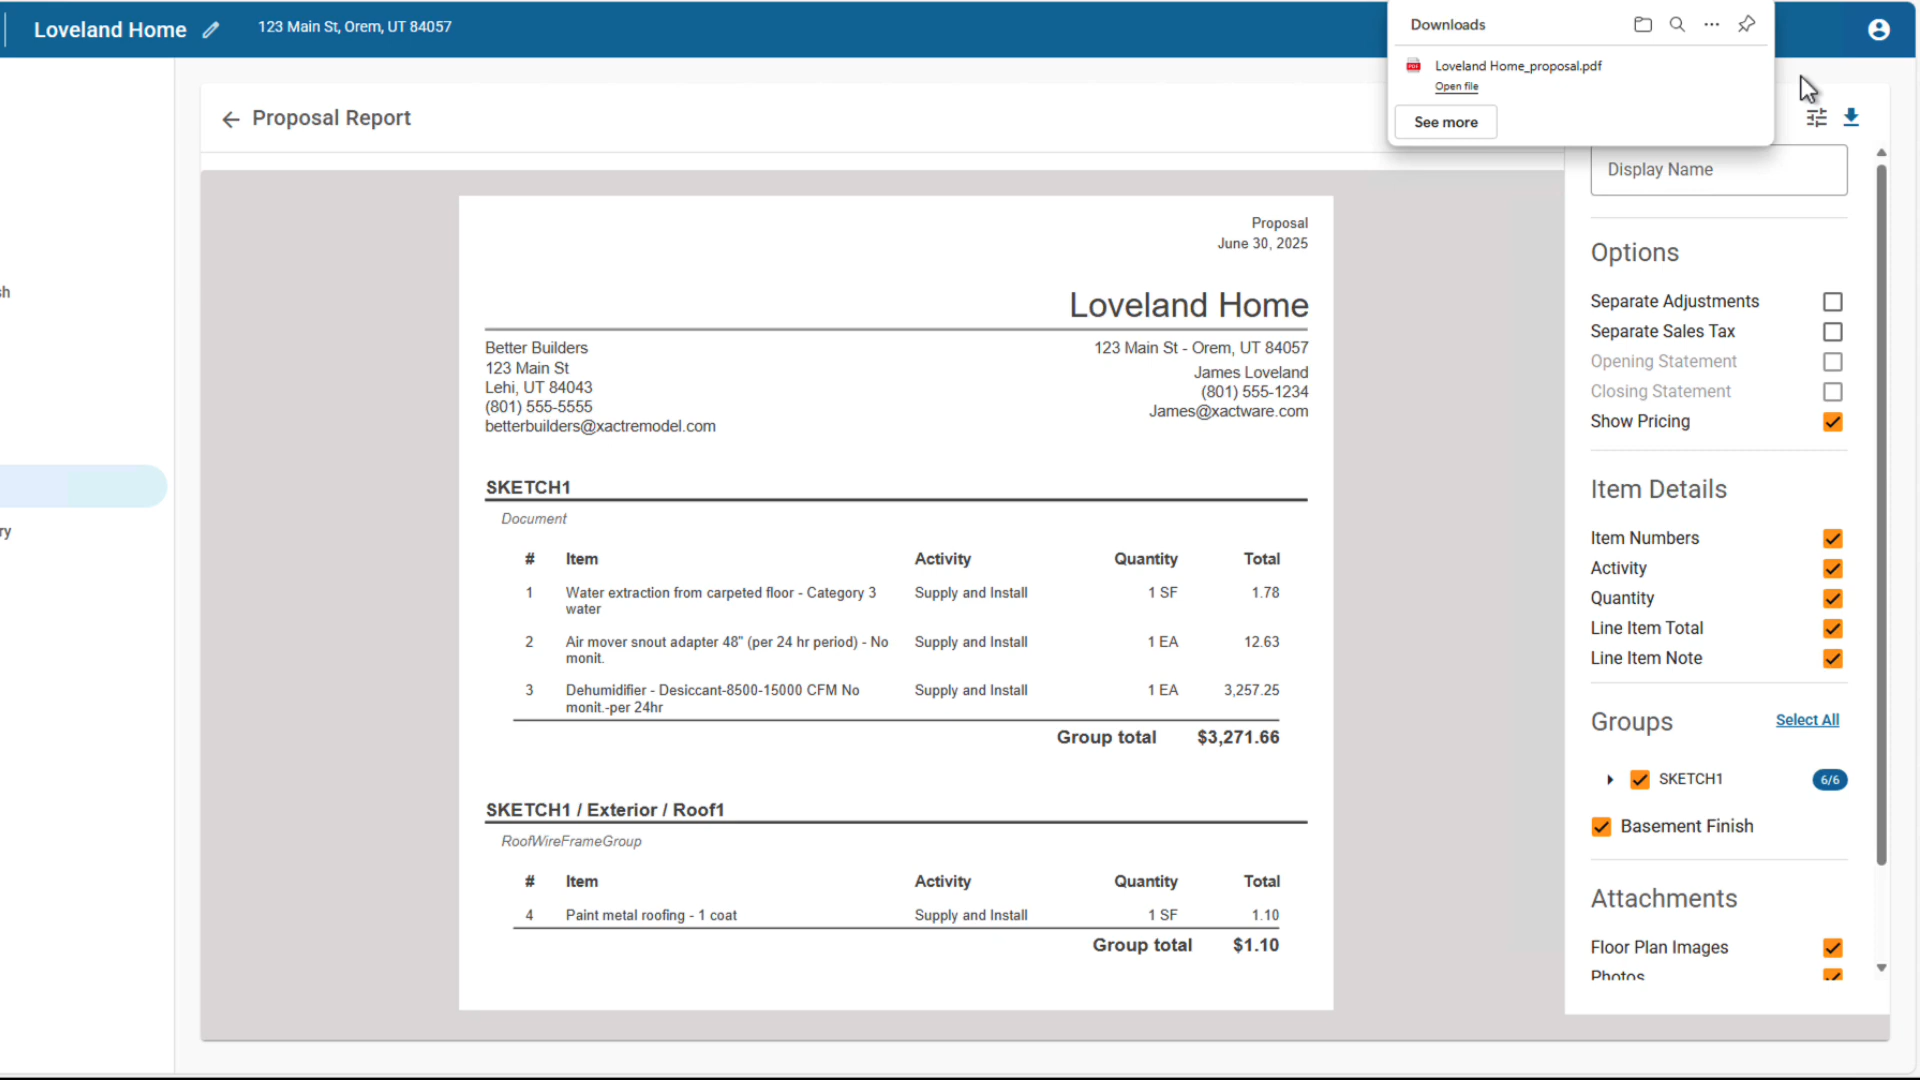 Loveland Home
123 Main St, Orem, UT 84057
Downloads
PDF
Loveland Home_proposal.pdf
Open file
See more
Proposal Report
sh
ry
Proposal
June 30, 2025
Loveland Home
Better Builders
123 Main St
Lehi, UT 84043
(801) 555-5555
betterbuilders@xactremodel.com
123 Main St - Orem, UT 84057
James Loveland
(801) 555-1234
James@xactware.com
SKETCH1
Document
# Item Activity Quantity Total
1 Water extraction from carpeted floor - Category 3 Supply and Install 1 SF 1.78
water
2 Air mover snout adapter 48" (per 24 hr period) - No Supply and Install 1 EA 12.63
monit.
3 Dehumidifier - Desiccant-8500-15000 CFM No Supply and Install 1 EA 3,257.25
monit.-per 24hr
Group total $3,271.66
SKETCH1 / Exterior / Roof1
RoofWireFrameGroup
# Item Activity Quantity Total
4 Paint metal roofing - 1 coat Supply and Install 1 SF 1.10
Group total $1.10
Display Name
Options
Separate Adjustments
Separate Sales Tax
Opening Statement
Closing Statement
Show Pricing
Item Details
Item Numbers
Activity
Quantity
Line Item Total
Line Item Note
Groups Select All
SKETCH1 6/6
Basement Finish
Attachments
Floor Plan Images
Photos